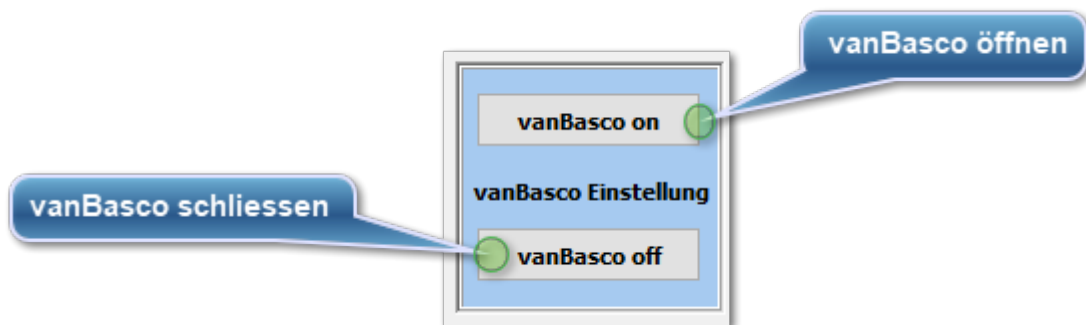 vanBasco öffnen
vanBasco on
vanBasco Einstellung
vanBasco schliessen
vanBasco off